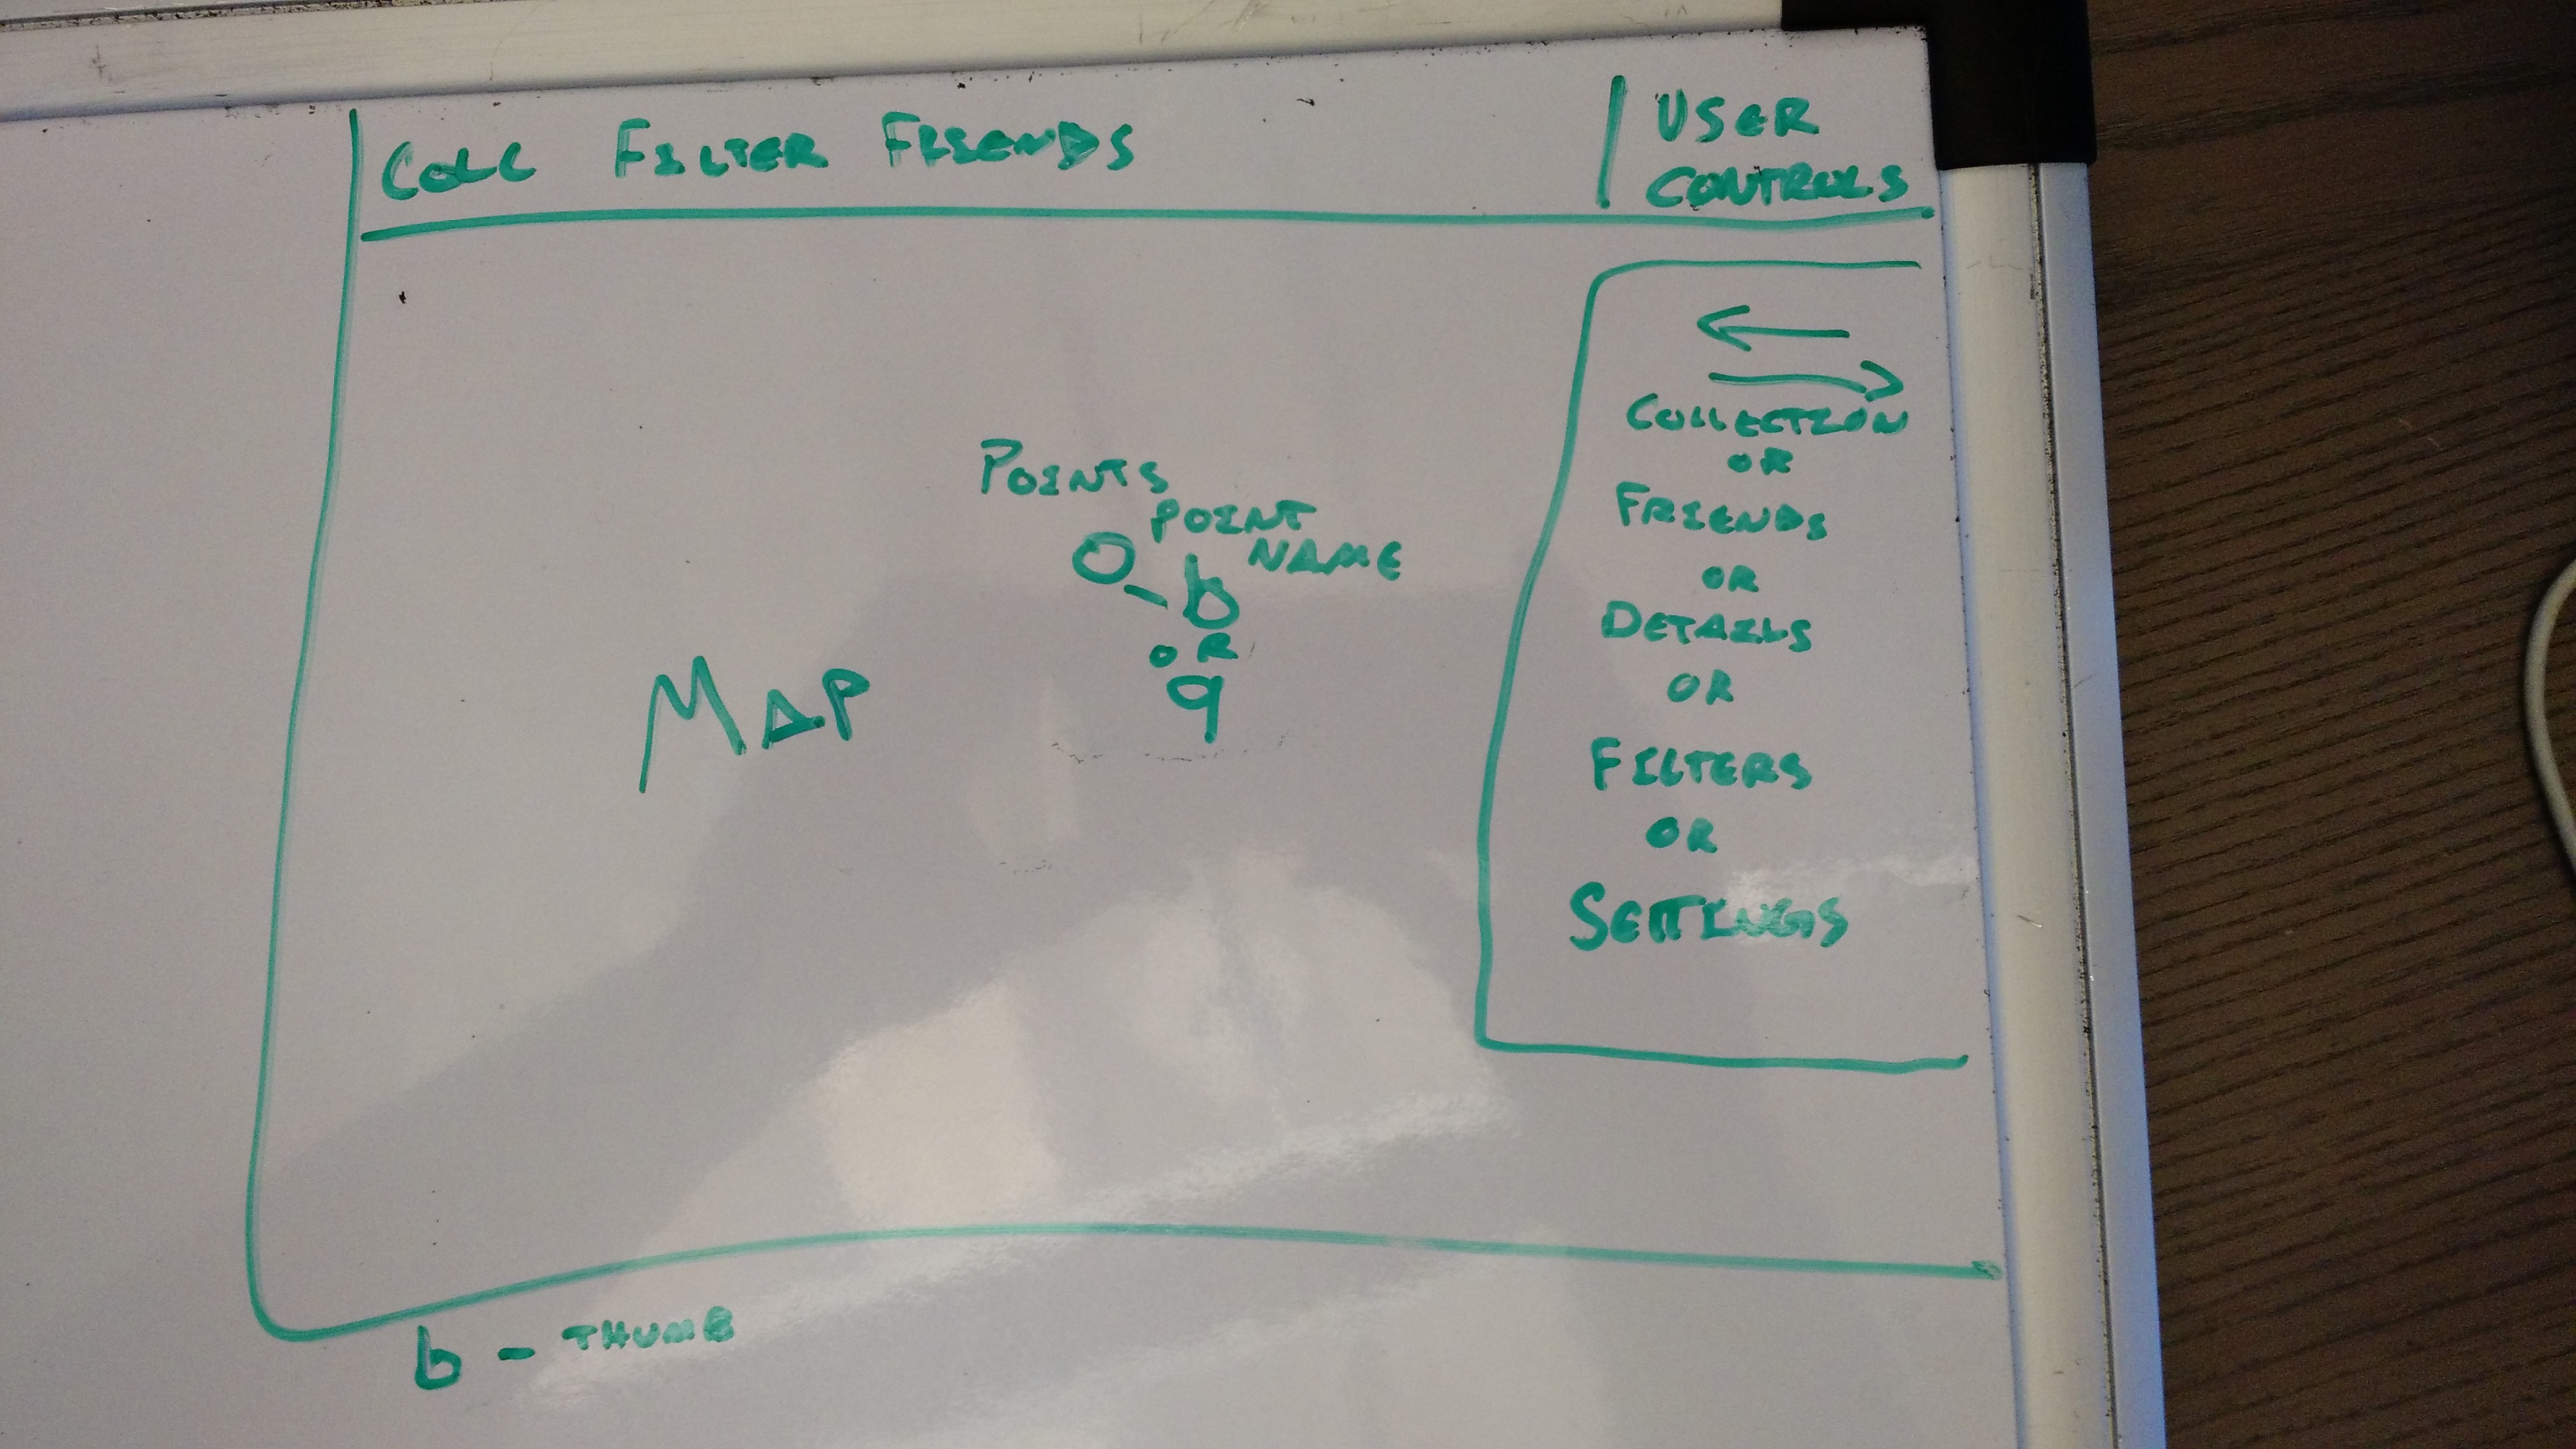 COLL FILTER FRIENDS
USER
CONTROLS
COLLECTION
OR
FRIENDS
OR
DETAILS
OR
FILTERS
OR
SETTINGS
POINTS
POINT
NAME
O - b
OR
q
MAP
b - THUMB